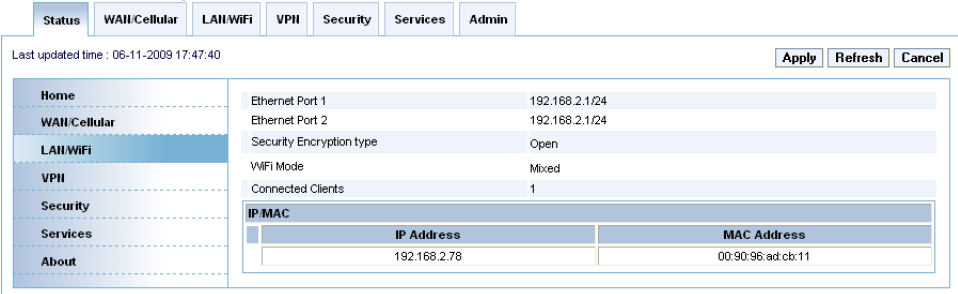 Status WAN/Cellular LAN/WiFi VPN Security Services Admin
Last updated time : 06-11-2009 17:47:40
Apply Refresh Cancel
Home
WAN/Cellular
LAN/WiFi
VPN
Security
Services
About
Ethernet Port 1 192.168.2.1/24
Ethernet Port 2 192.168.2.1/24
Security Encryption type Open
WiFi Mode Mixed
Connected Clients 1
IP/MAC
IP Address MAC Address
192.168.2.78 00:90:96:ad:cb:11